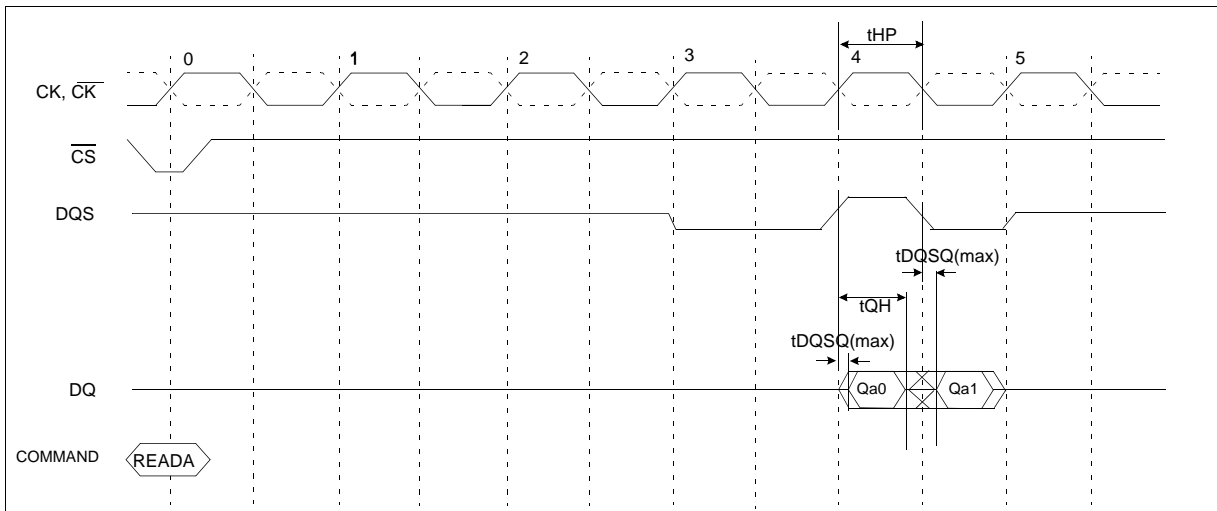 tHP
0 1 2 3 4 5
CK, CK
CS
DQS
tDQSQ(max)
tQH
tDQSQ(max)
DQ Qa0 Qa1
COMMAND READA